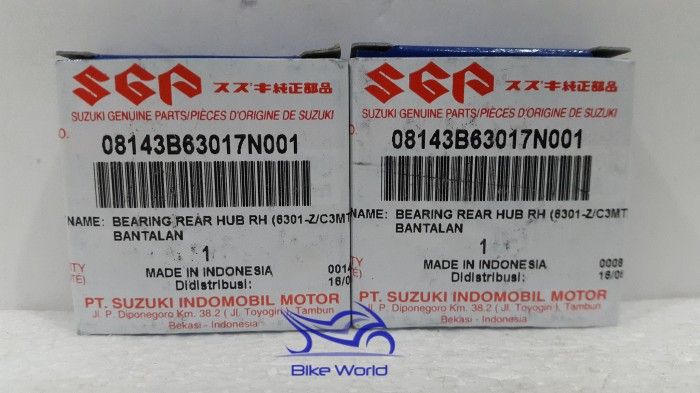 SGP スズキ純正部品
SUZUKI GENUINE PARTS/PIÈCES D'ORIGINE DE SUZUKI
O.
08143B63017N001
NAME: BEARING REAR HUB RH (6301-Z/C3MT
BANTALAN
1
MADE IN INDONESIA
Didistribusi:
16/0
PT. SUZUKI INDOMOBIL MOTOR
Jl. P. Diponegoro Km. 38.2 ( Jl. Toyogiri ), Tambun
Bekasi - Indonesia
SGP スズキ純正部品
SUZUKI GENUINE PARTS/PIÈCES D'ORIGINE DE SUZUKI
O.
08143B63017N001
NAME: BEARING REAR HUB RH (6301-Z/C3MT
BANTALAN
1
MADE IN INDONESIA
0008
Didistribusi:
PT. SUZUKI INDOMOBIL MOTOR
Jl. P. Diponegoro Km. 38.2 ( Jl. Toyogiri ), Tambun
Bekasi - Indonesia
Bike World